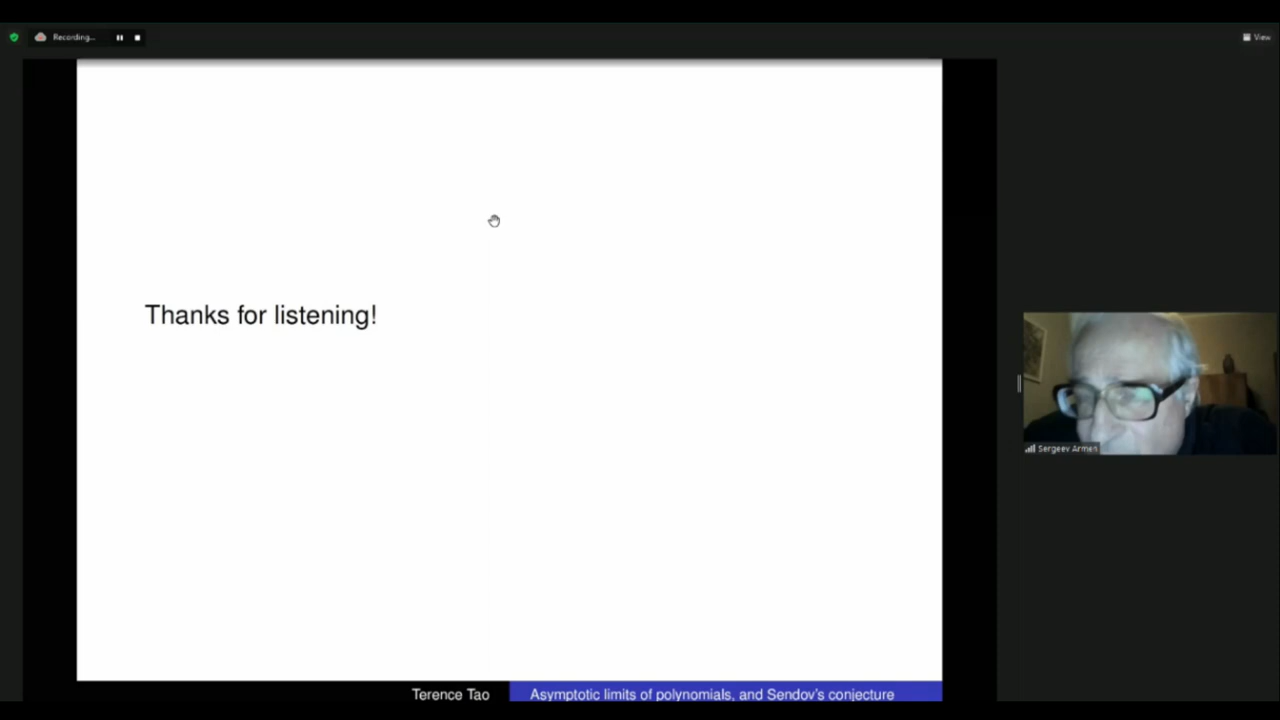 Recording...
View
Thanks for listening!
Sergeev Armen
Terence Tao
Asymptotic limits of polynomials, and Sendov's conjecture